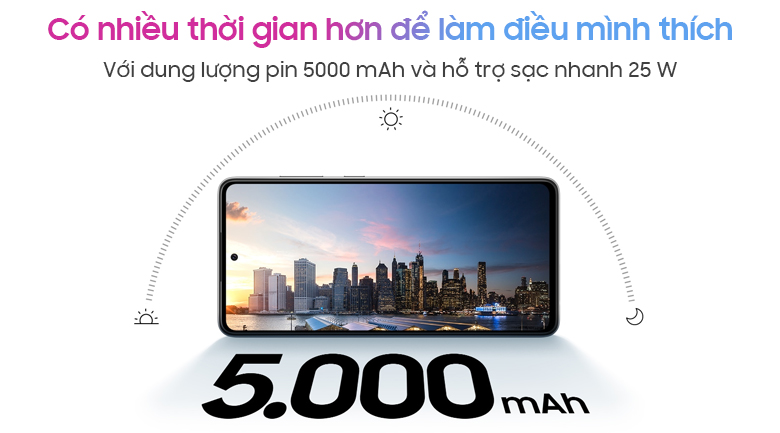 Có nhiều thời gian hơn để làm điều mình thích
Với dung lượng pin 5000 mAh và hỗ trợ sạc nhanh 25 W
5.000 mAh